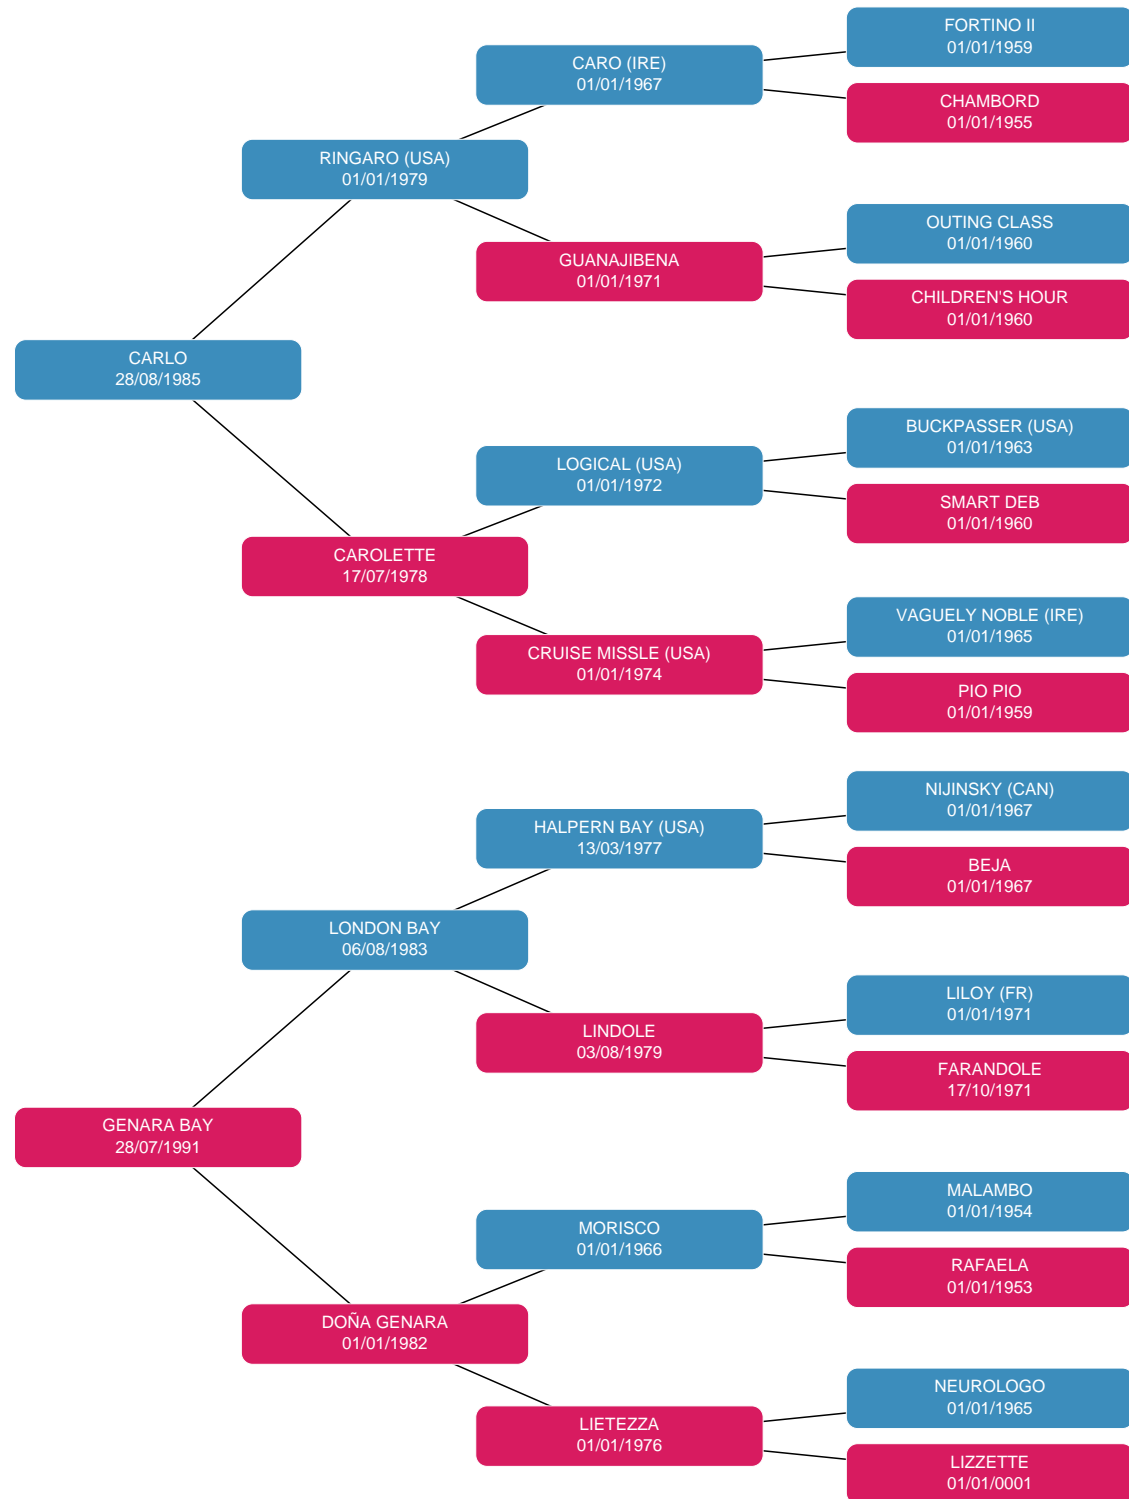 FORTINO II
01/01/1959
CARO (IRE)
01/01/1967
CHAMBORD
01/01/1955
RINGARO (USA)
01/01/1979
OUTING CLASS
01/01/1960
GUANAJIBENA
01/01/1971
CHILDREN'S HOUR
01/01/1960
CARLO
28/08/1985
BUCKPASSER (USA)
01/01/1963
LOGICAL (USA)
01/01/1972
SMART DEB
01/01/1960
CAROLETTE
17/07/1978
VAGUELY NOBLE (IRE)
01/01/1965
CRUISE MISSLE (USA)
01/01/1974
PIO PIO
01/01/1959
NIJINSKY (CAN)
01/01/1967
HALPERN BAY (USA)
13/03/1977
BEJA
01/01/1967
LONDON BAY
06/08/1983
LILOY (FR)
01/01/1971
LINDOLE
03/08/1979
FARANDOLE
17/10/1971
GENARA BAY
28/07/1991
MALAMBO
01/01/1954
MORISCO
01/01/1966
RAFAELA
01/01/1953
DOÑA GENARA
01/01/1982
NEUROLOGO
01/01/1965
LIETEZZA
01/01/1976
LIZZETTE
01/01/0001